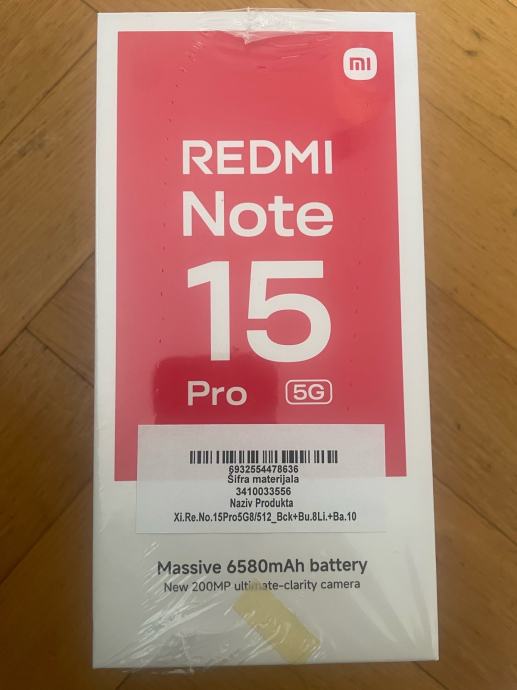 mi
REDMI
Note
15
Pro 5G
6932554478636
Šifra materijala
3410033556
Naziv Produkta
Xi.Re.No.15Pro5G8/512_Bck+Bu.8Li.+Ba.10
Massive 6580mAh battery
New 200MP ultimate-clarity camera